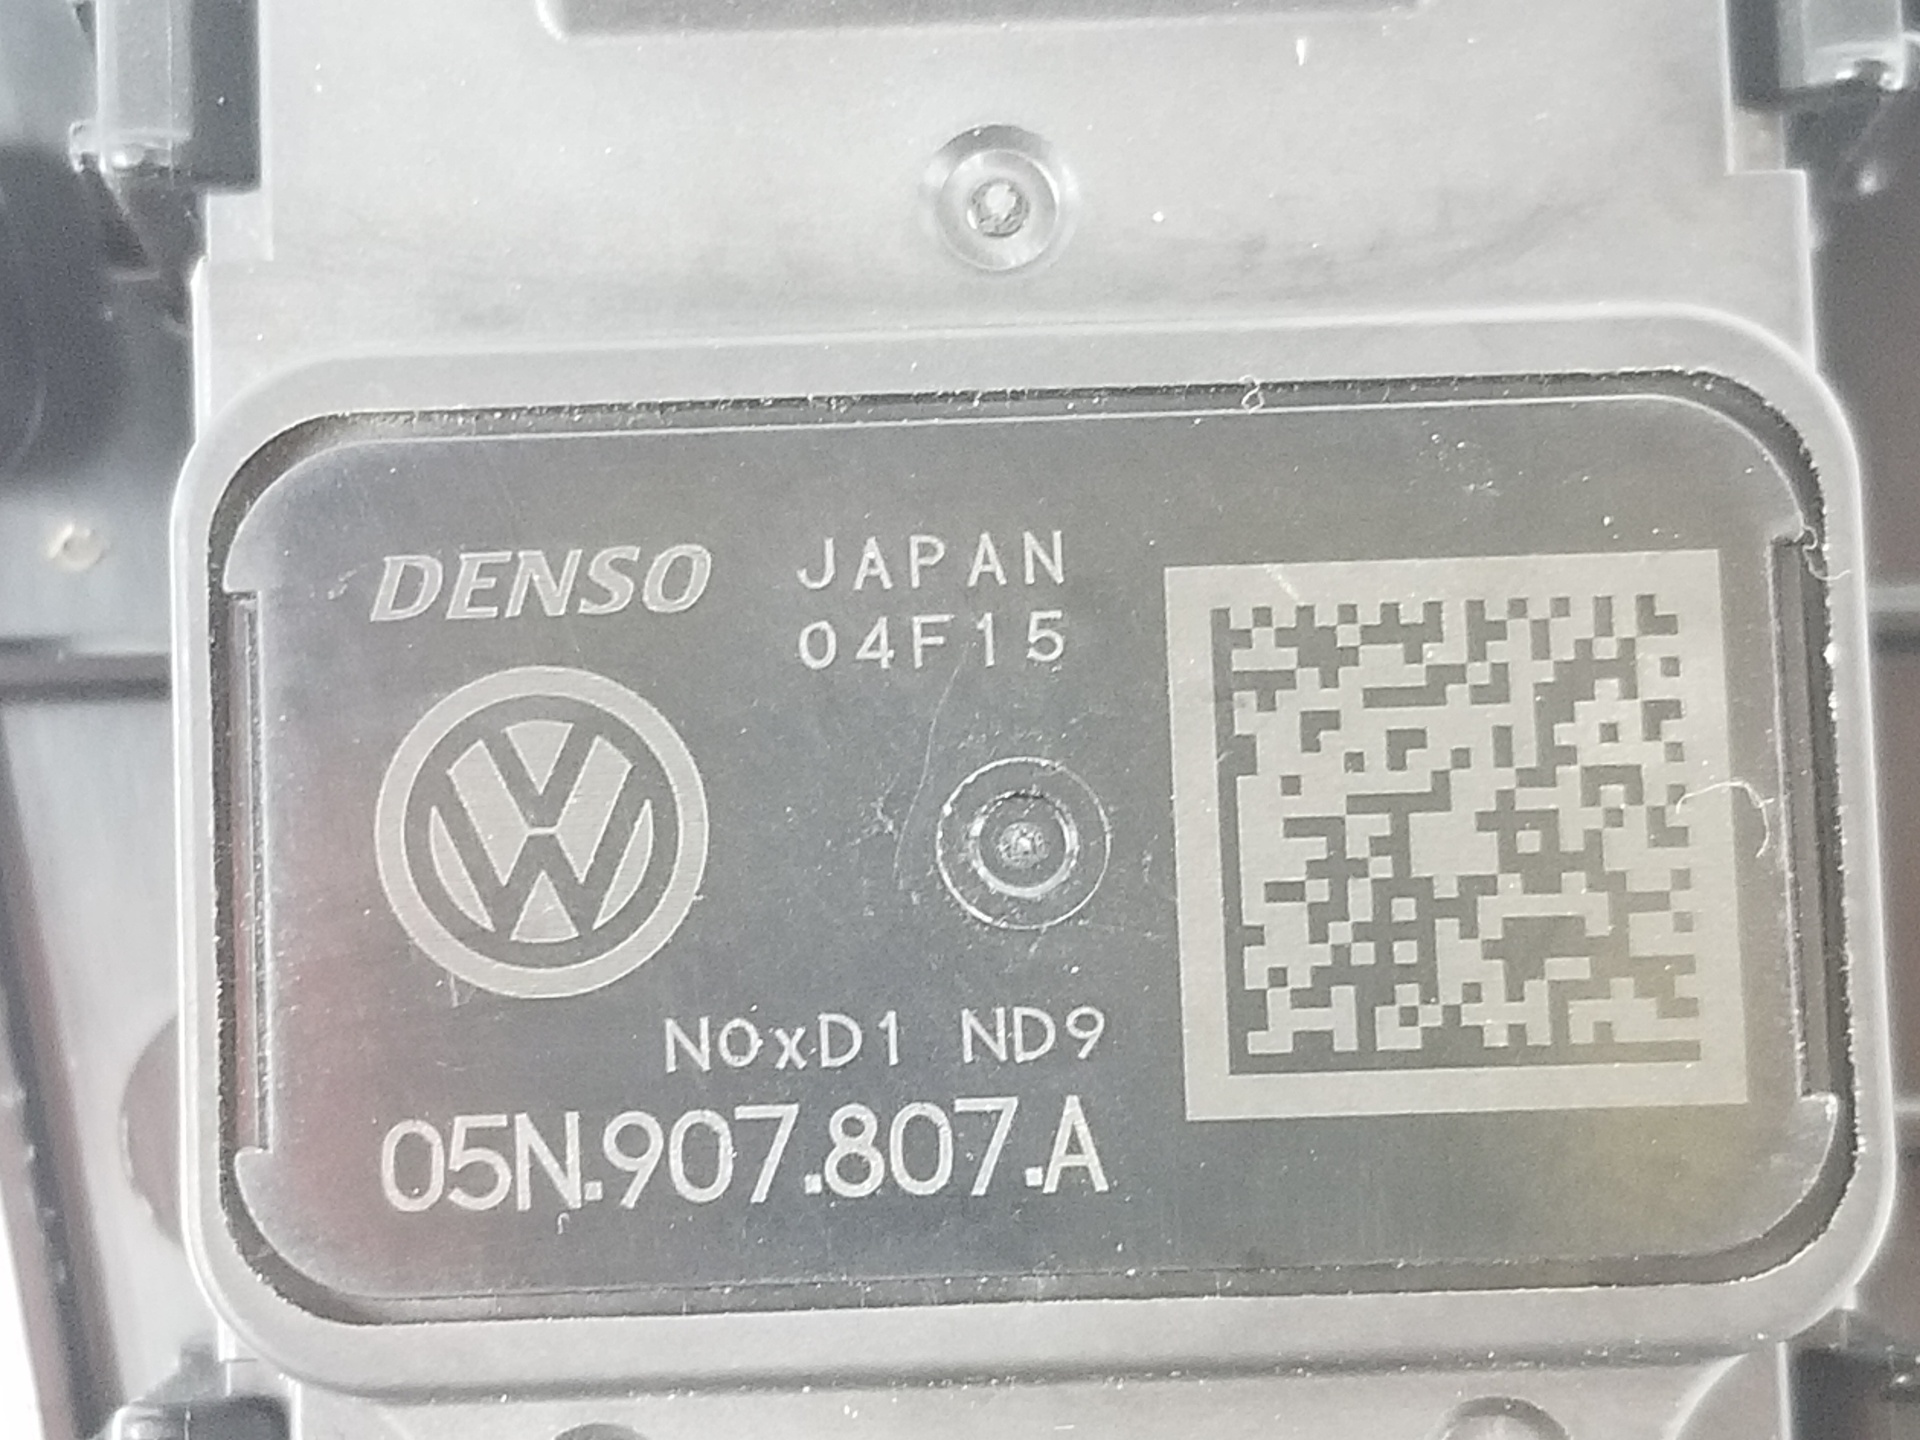 DENSO JAPAN
04F15
NOxD1 ND9
05N.907.807.A